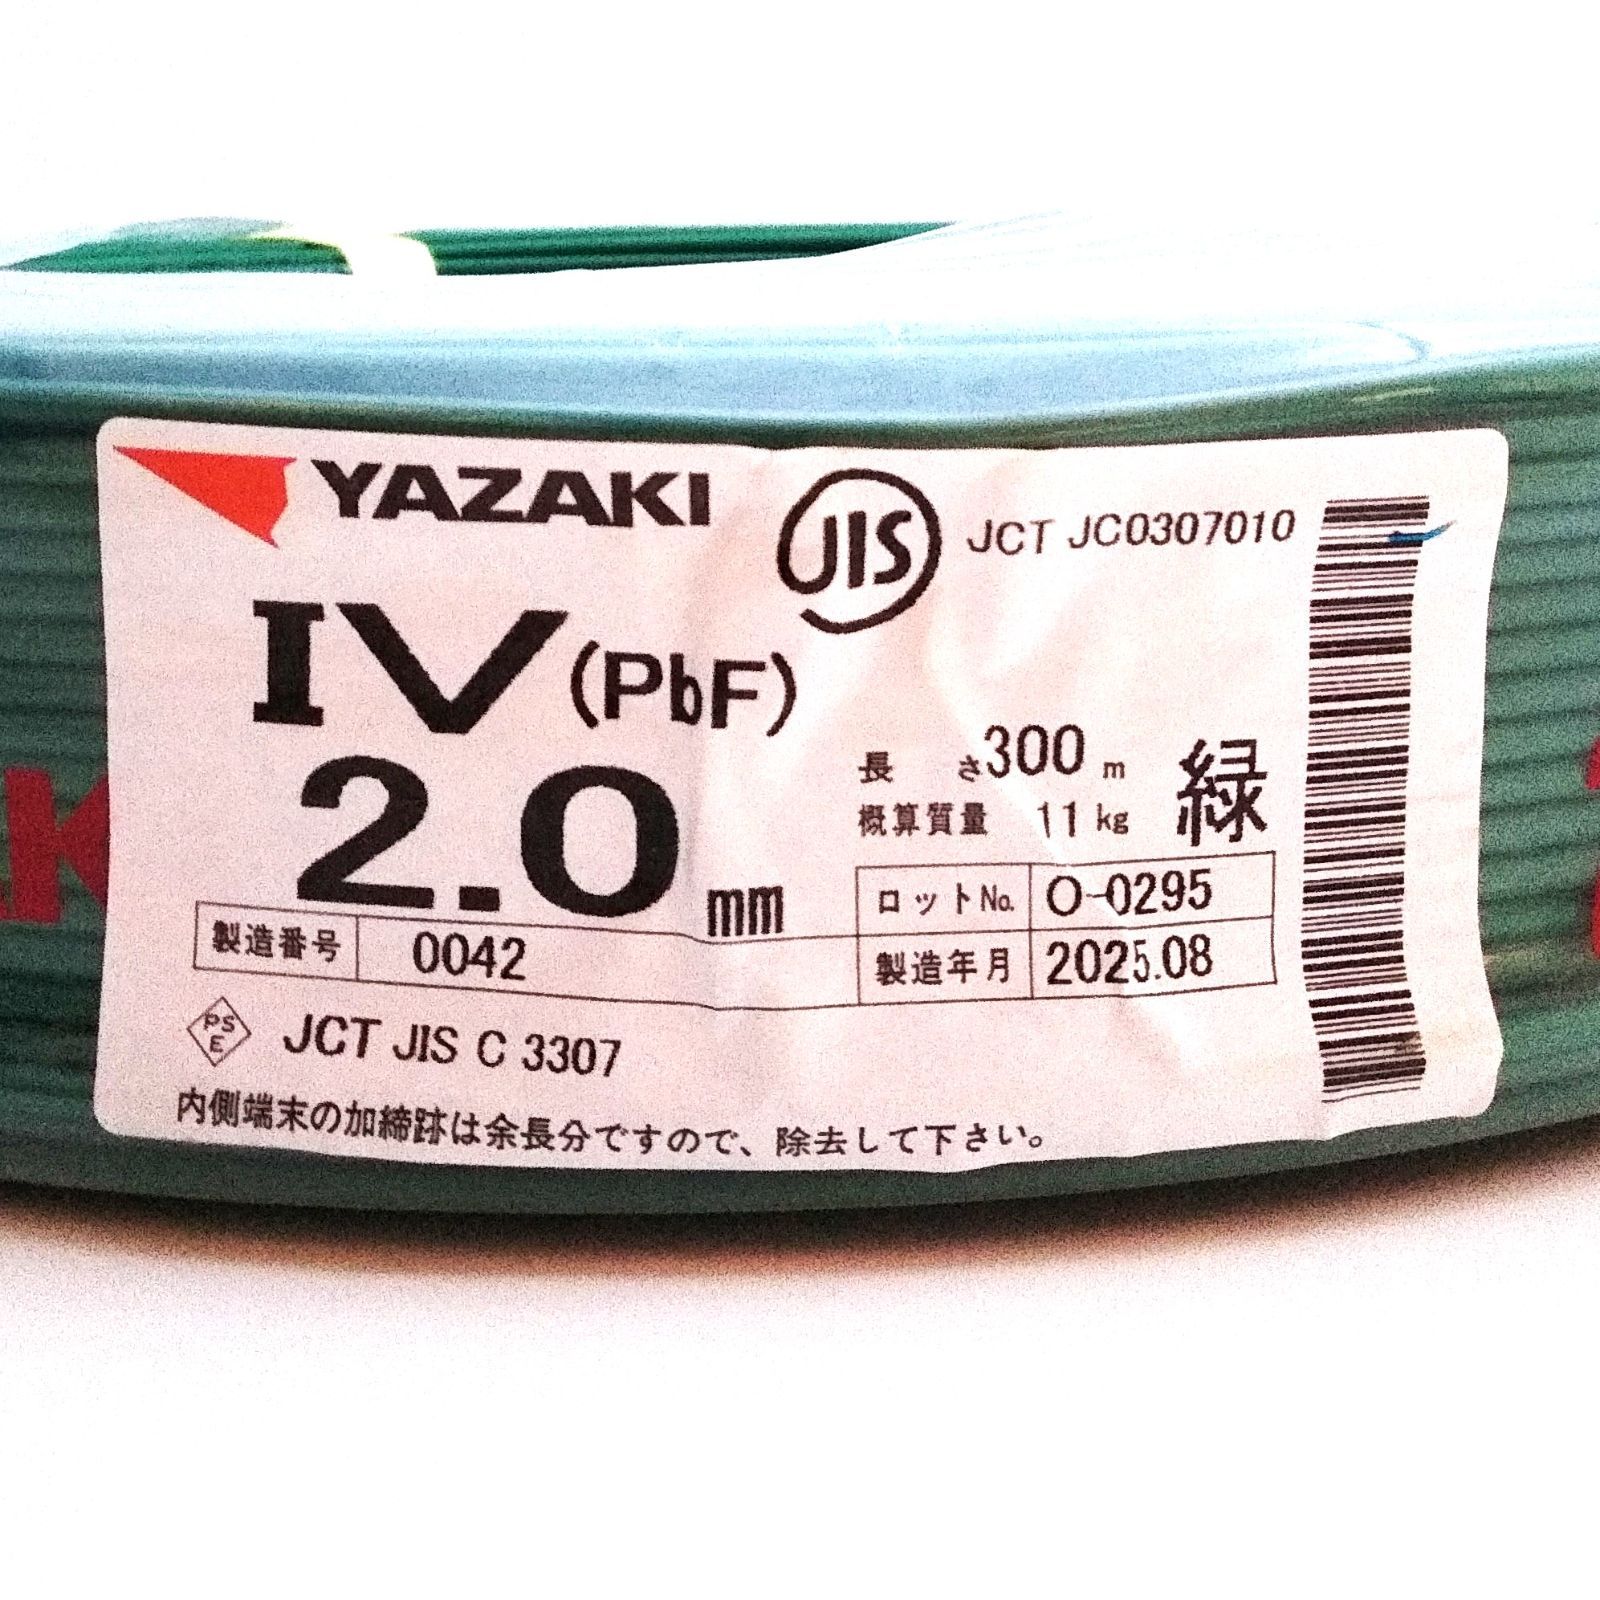 YAZAKI
JIS
JCT JC0307010
IV (PbF)
2.0 mm
長 さ 300 m
概算質量 11 kg
緑
ロットNo. O-0295
製造番号 0042
製造年月 2025.08
PSE JCT JIS C 3307
内側端末の加締跡は余長分ですので、除去して下さい。
AK